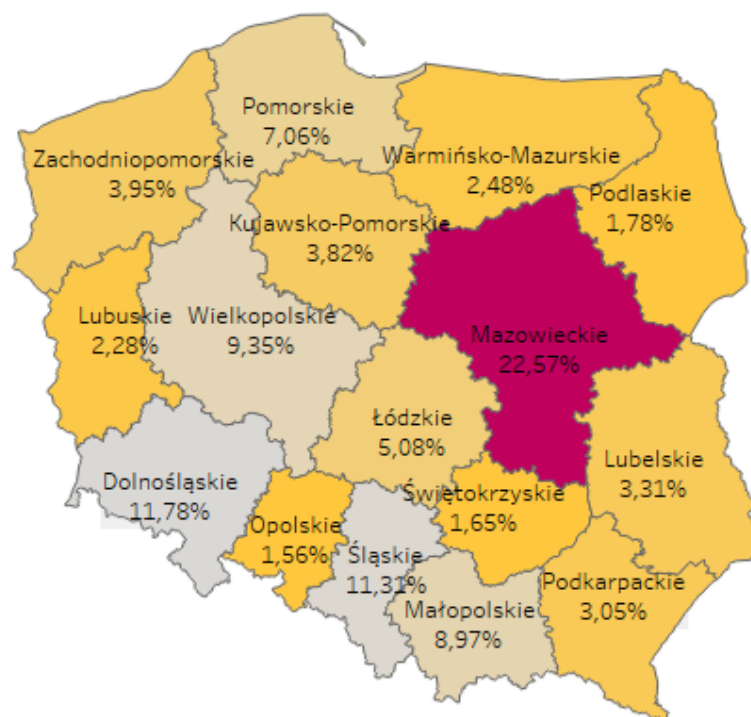 Pomorskie
7,06%
Zachodniopomorskie
3,95%
Warmińsko-Mazurskie
2,48%
Podlaskie
1,78%
Kujawsko-Pomorskie
3,82%
Lubuskie
2,28%
Wielkopolskie
9,35%
Mazowieckie
22,57%
Łódzkie
5,08%
Lubelskie
3,31%
Dolnośląskie
11,78%
Świętokrzyskie
1,65%
Opolskie
1,56%
Śląskie
11,31%
Podkarpackie
3,05%
Małopolskie
8,97%